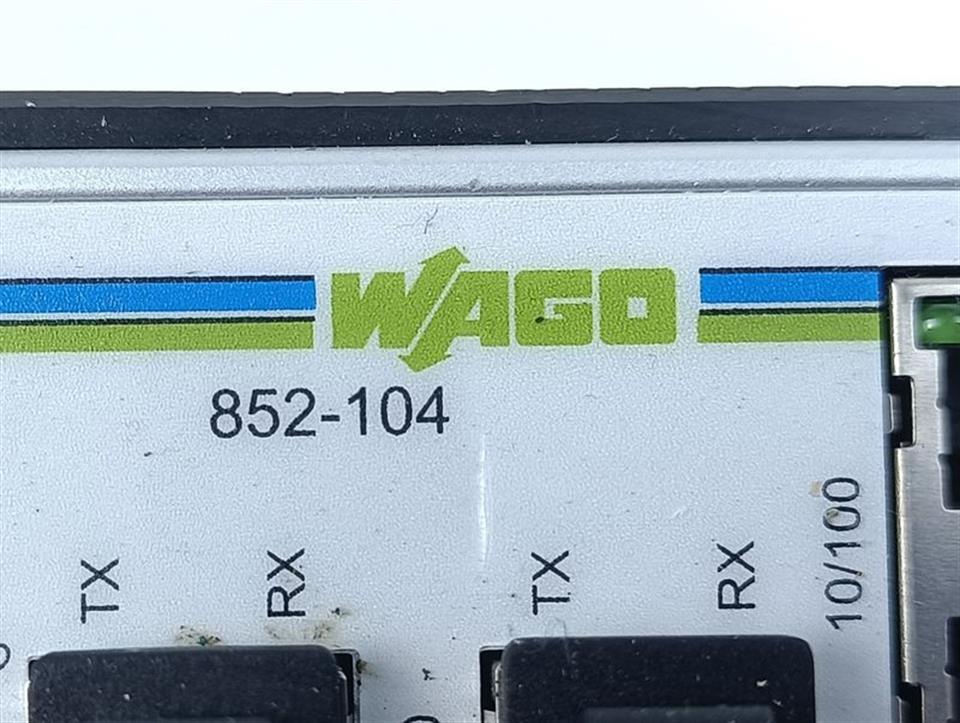 WAGO
852-104
TX
RX
TX
RX
10/100